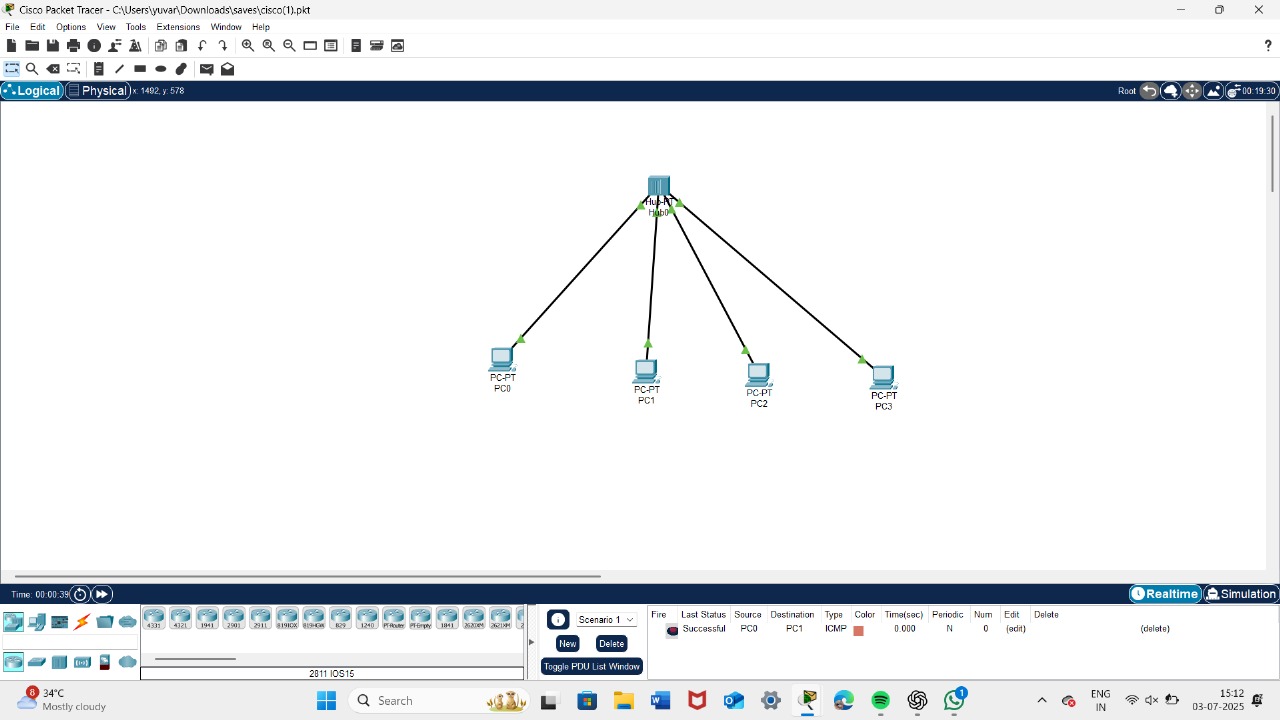 Cisco Packet Tracer - C:\Users\yuvar\Downloads\saves\cisco(1).pkt
File Edit Options View Tools Extensions Window Help
?
Logical Physical x: 1492, y: 578 Root 00:19:30
Hub-PT
Hub0
PC-PT
PC0
PC-PT
PC1
PC-PT
PC2
PC-PT
PC3
Time: 00:00:39 Realtime Simulation
4331 4321 1941 2901 2911 819IOX 819HGW 829 1240 PT-Router PT-Empty 1841 2620XM 2621XM
2811 IOS15
Scenario 1
New Delete
Toggle PDU List Window
Fire Last Status Source Destination Type Color Time(sec) Periodic Num Edit Delete
Successful PC0 PC1 ICMP 0.000 N 0 (edit) (delete)
8 34°C
Mostly cloudy
Search
1
ENG
IN
15:12
03-07-2025